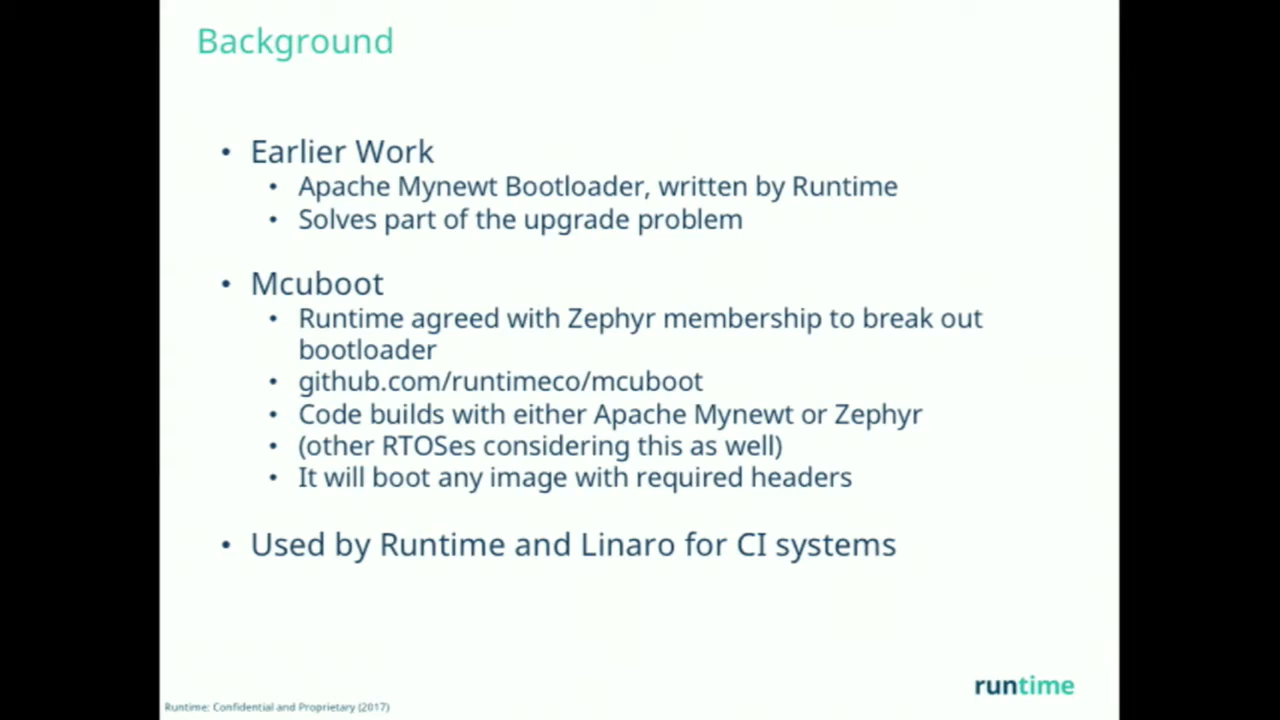 Background
• Earlier Work
• Apache Mynewt Bootloader, written by Runtime
• Solves part of the upgrade problem
• Mcuboot
• Runtime agreed with Zephyr membership to break out
bootloader
• github.com/runtimeco/mcuboot
• Code builds with either Apache Mynewt or Zephyr
• (other RTOSes considering this as well)
• It will boot any image with required headers
• Used by Runtime and Linaro for CI systems
runtime
Runtime: Confidential and Proprietary (2017)